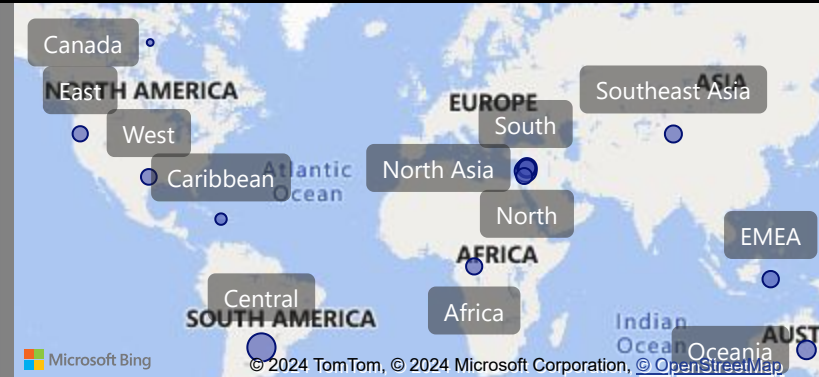 Canada
NORTH AMERICA
East
West
Caribbean
Atlantic
Ocean
Central
SOUTH AMERICA
EUROPE
South
North Asia
North
AFRICA
Africa
ASIA
Southeast Asia
EMEA
Indian
Ocean
Oceania
AUST
Microsoft Bing
© 2024 TomTom, © 2024 Microsoft Corporation, © OpenStreetMap